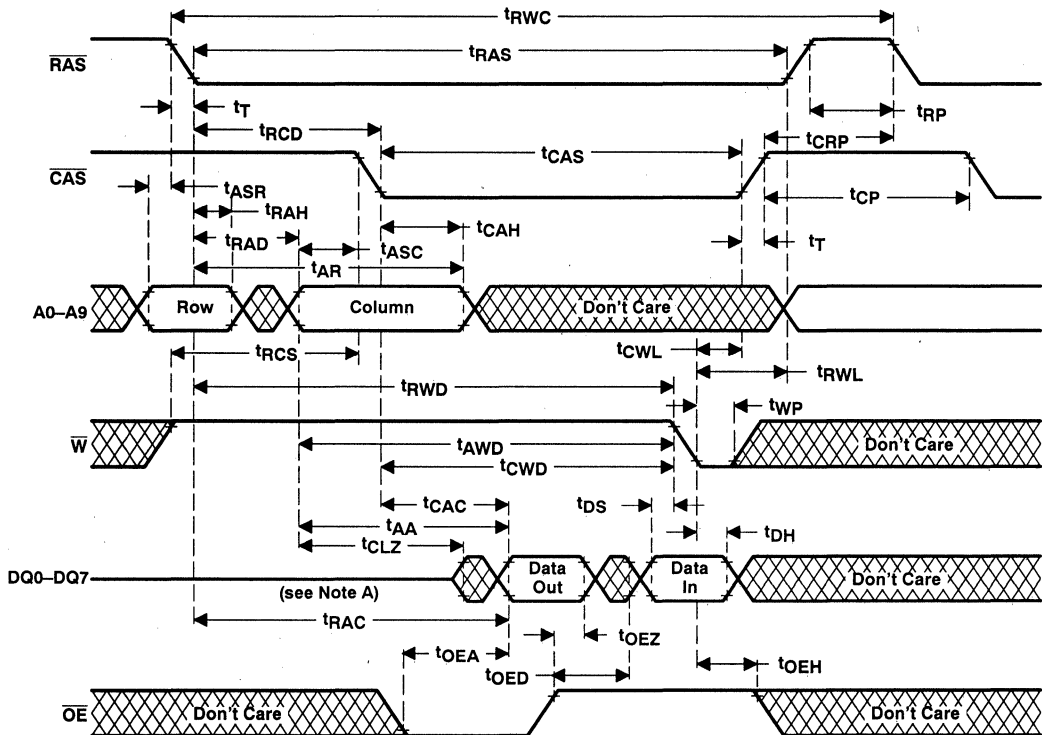 tRWC
RAS
tRAS
tT
tRP
tRCD
tCRP
CAS
tCAS
tASR
tCP
tRAH
tCAH
tRAD
tASC
tT
tAR
A0–A9
Row
Column
Don't Care
tRCS
tCWL
tRWL
tRWD
tWP
W
tAWD
Don't Care
tCWD
tCAC
tDS
tAA
tDH
tCLZ
DQ0–DQ7
Data Out
Data In
Don't Care
(see Note A)
tRAC
tOEZ
tOEA
tOED
tOEH
OE
Don't Care
Don't Care